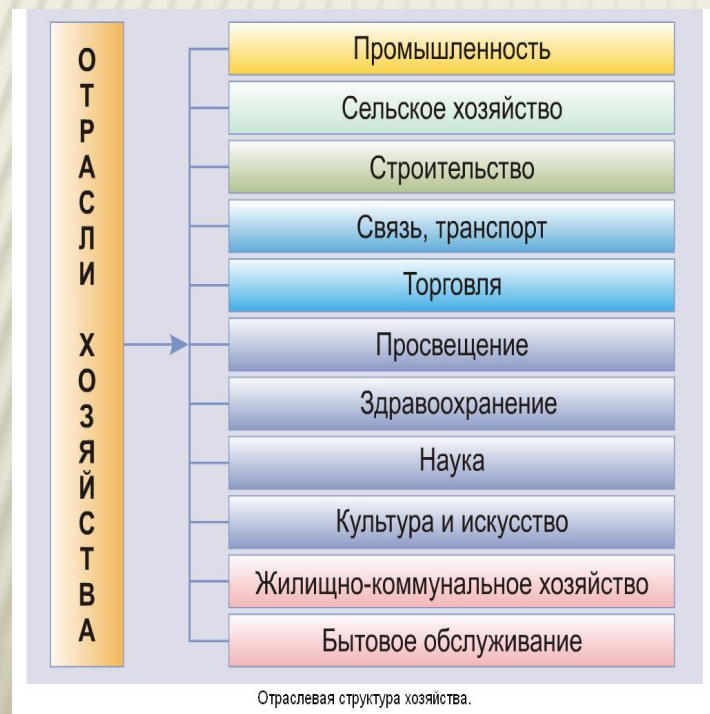 ОТРАСЛИ ХОЗЯЙСТВА
Промышленность
Сельское хозяйство
Строительство
Связь, транспорт
Торговля
Просвещение
Здравоохранение
Наука
Культура и искусство
Жилищно-коммунальное хозяйство
Бытовое обслуживание
Отраслевая структура хозяйства.